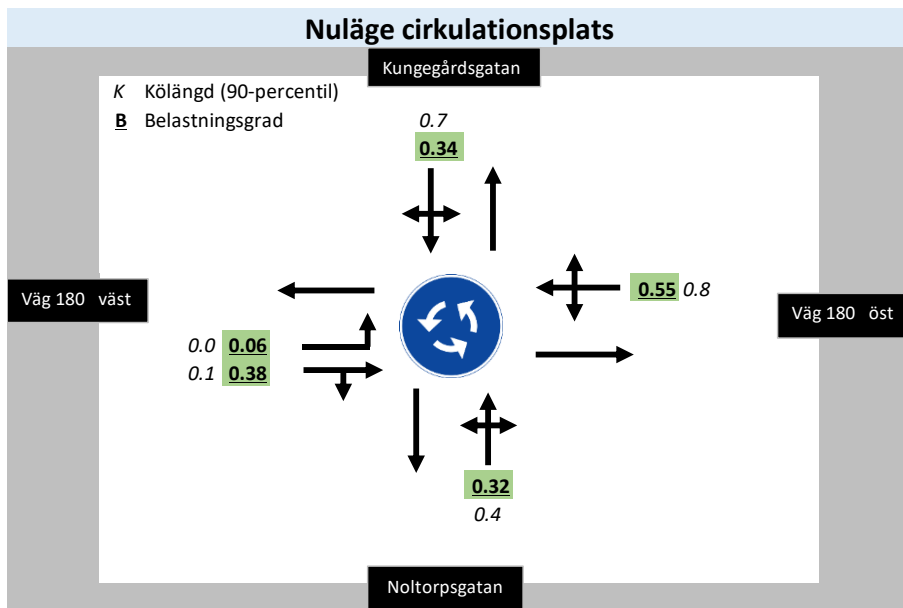 Nuläge cirkulationsplats
Kungegårdsgatan
K Kölängd (90-percentil)
B Belastningsgrad
0.7
0.34
Väg 180 väst
0.55 0.8
Väg 180 öst
0.0 0.06
0.1 0.38
0.32
0.4
Noltorpsgatan